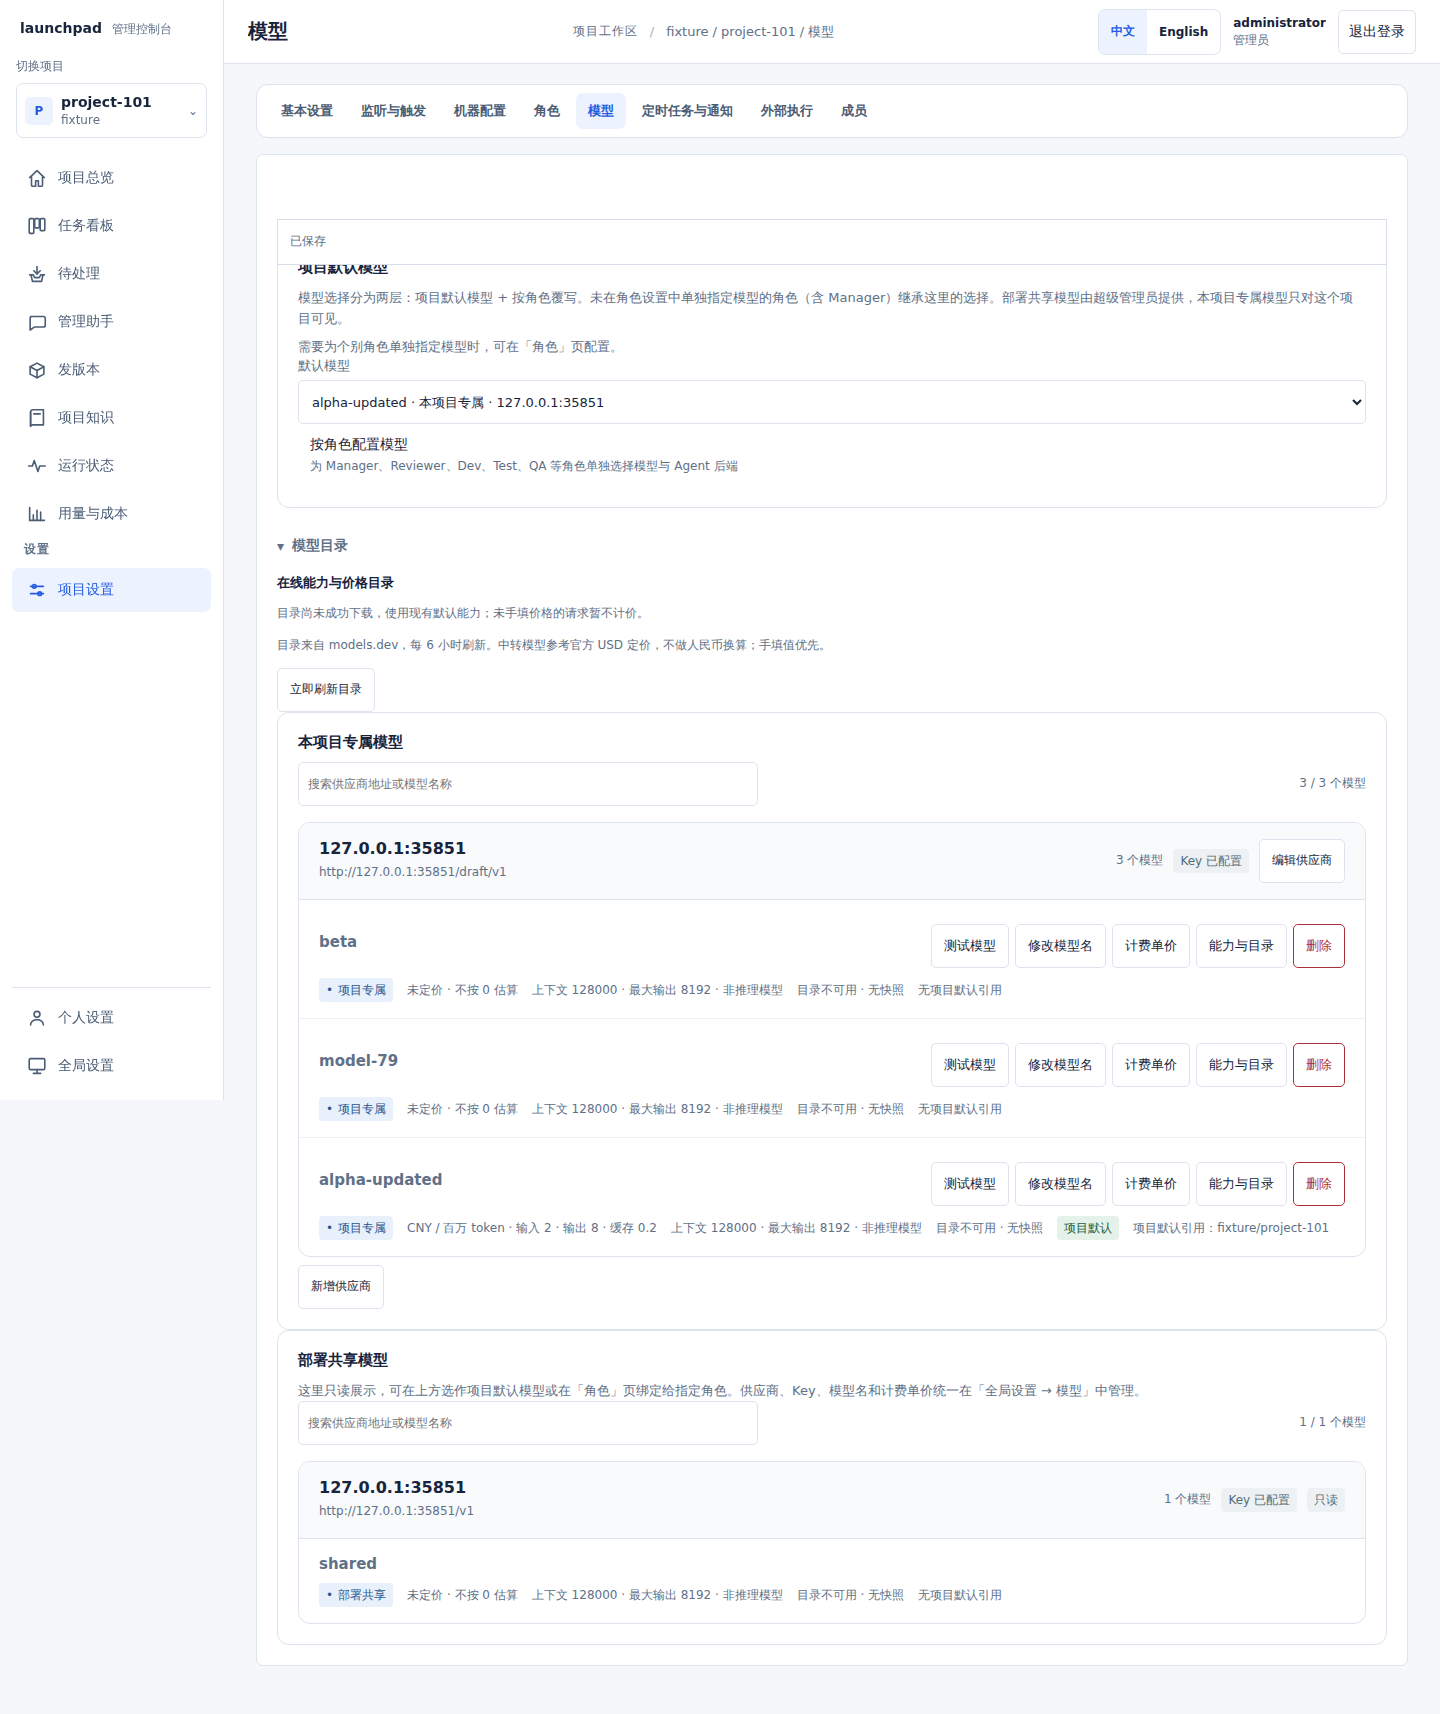 launchpad 管理控制台
切换项目
P
project-101
fixture
项目总览
任务看板
待处理
管理助手
发版本
项目知识
运行状态
用量与成本
设置
项目设置
个人设置
全局设置
模型
项目工作区 / fixture / project-101 / 模型
中文 English
administrator
管理员
退出登录
基本设置 监听与触发 机器配置 角色 模型 定时任务与通知 外部执行 成员
已保存
项目默认模型
模型选择分为两层：项目默认模型 + 按角色覆写。未在角色设置中单独指定模型的角色（含 Manager）继承这里的选择。部署共享模型由超级管理员提供，本项目专属模型只对这个项
目可见。
需要为个别角色单独指定模型时，可在「角色」页配置。
默认模型
alpha-updated · 本项目专属 · 127.0.0.1:35851
按角色配置模型
为 Manager、Reviewer、Dev、Test、QA 等角色单独选择模型与 Agent 后端
▼ 模型目录
在线能力与价格目录
目录尚未成功下载，使用现有默认能力；未手填价格的请求暂不计价。
目录来自 models.dev，每 6 小时刷新。中转模型参考官方 USD 定价，不做人民币换算；手填值优先。
立即刷新目录
本项目专属模型
搜索供应商地址或模型名称
3 / 3 个模型
127.0.0.1:35851
http://127.0.0.1:35851/draft/v1
3 个模型 Key 已配置 编辑供应商
beta
测试模型 修改模型名 计费单价 能力与目录 删除
• 项目专属 未定价 · 不按 0 估算 上下文 128000 · 最大输出 8192 · 非推理模型 目录不可用 · 无快照 无项目默认引用
model-79
测试模型 修改模型名 计费单价 能力与目录 删除
• 项目专属 未定价 · 不按 0 估算 上下文 128000 · 最大输出 8192 · 非推理模型 目录不可用 · 无快照 无项目默认引用
alpha-updated
测试模型 修改模型名 计费单价 能力与目录 删除
• 项目专属 CNY / 百万 token · 输入 2 · 输出 8 · 缓存 0.2 上下文 128000 · 最大输出 8192 · 非推理模型 目录不可用 · 无快照 项目默认 项目默认引用：fixture/project-101
新增供应商
部署共享模型
这里只读展示，可在上方选作项目默认模型或在「角色」页绑定给指定角色。供应商、Key、模型名和计费单价统一在「全局设置 → 模型」中管理。
搜索供应商地址或模型名称
1 / 1 个模型
127.0.0.1:35851
http://127.0.0.1:35851/v1
1 个模型 Key 已配置 只读
shared
• 部署共享 未定价 · 不按 0 估算 上下文 128000 · 最大输出 8192 · 非推理模型 目录不可用 · 无快照 无项目默认引用